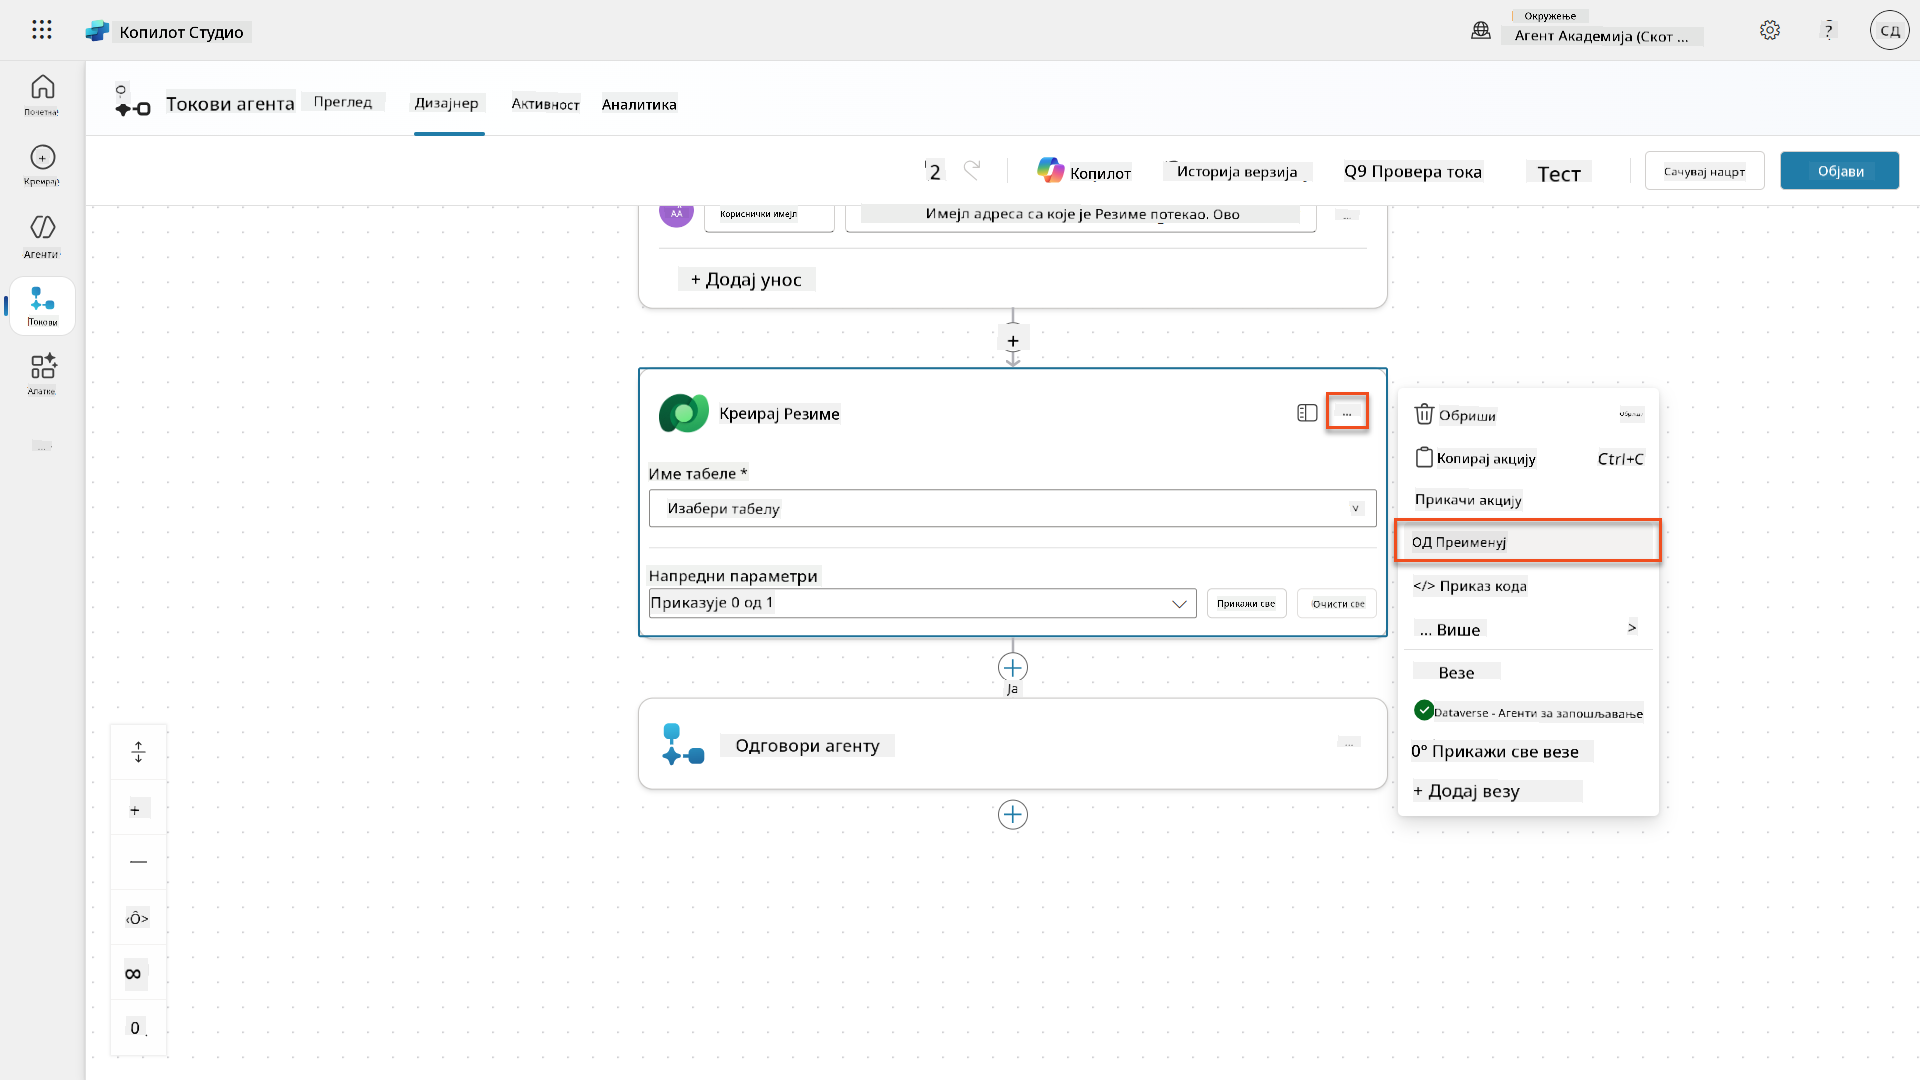 Копилот Студио
Окружење
Агент Академија (Скот ...
?
СД
Почетна
Креирај
Агенти
Токови
Алатке
...
Токови агента
Преглед
Дизајнер
Активност
Аналитика
2
Копилот
Историја верзија
Q9 Провера тока
Тест
Сачувај нацрт
Објави
AA
Кориснички имејл
Имејл адреса са које је Резиме потекао. Ово
...
+ Додај унос
+
Креирај Резиме
...
Име табеле *
Изабери табелу
v
Напредни параметри
Приказује 0 од 1
Прикажи све
Очисти све
Ја
Одговори агенту
...
Обриши
Копирај акцију
Ctrl+C
Прикачи акцију
ОД Преименуј
</> Приказ кода
... Више
>
Везе
Dataverse - Агенти за запошљавање
0° Прикажи све везе
+ Додај везу
+
‹Ô>
∞
0